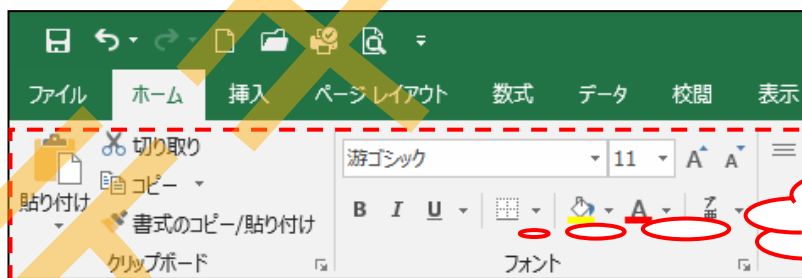 ファイル ホーム 挿入 ページ レイアウト 数式 データ 校閲 表示
切り取り
コピー
貼り付け
書式のコピー/貼り付け
クリップボード
游ゴシック 11 A A
B I U A ア亜
フォント